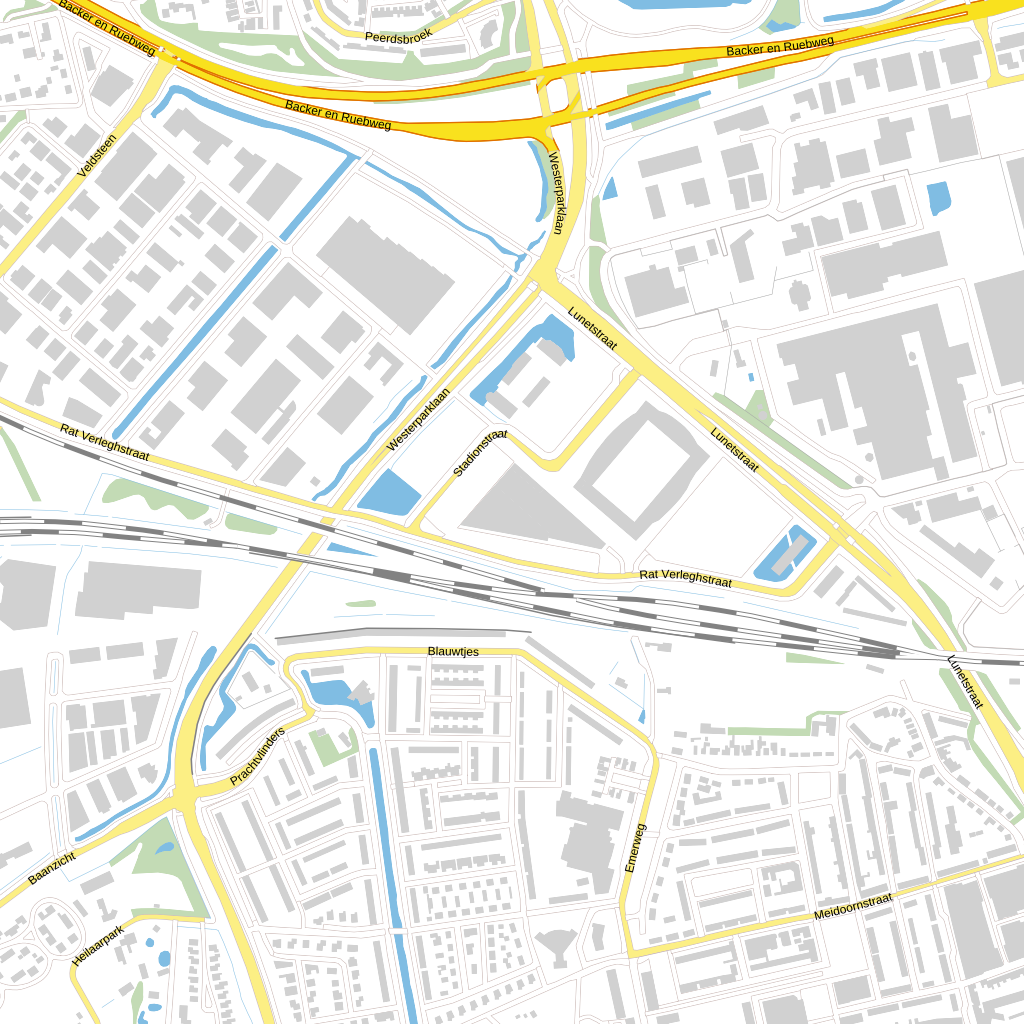 Backer en Ruebweg
Peerdsbroek
Backer en Ruebweg
Backer en Ruebweg
Veldsteen
Westerparklaan
Lunetstraat
Westerparklaan
Rat Verleghstraat
Stadionstraat
Lunetstraat
Rat Verleghstraat
Blauwtjes
Lunetstraat
Prachtvlinders
Emerweg
Baanzicht
Meidoornstraat
Heilaarpark